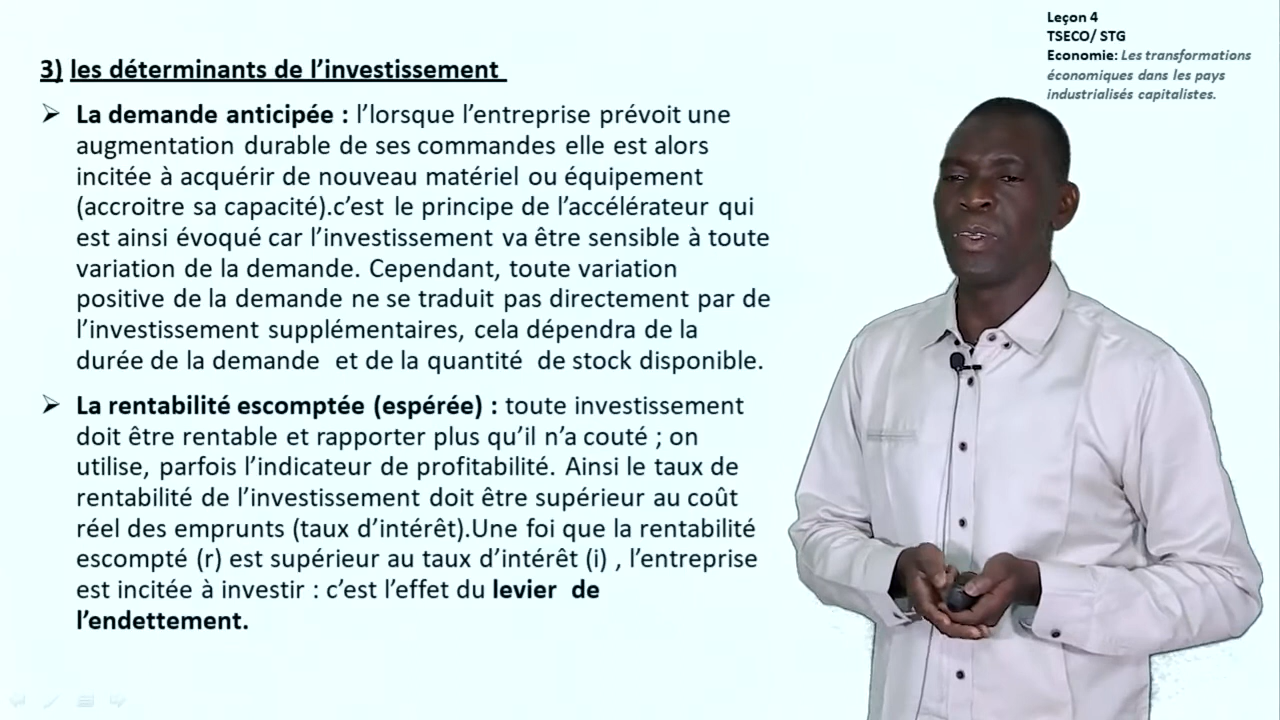 Leçon 4
TSECO/ STG
Economie: Les transformations
économiques dans les pays
industrialisés capitalistes.
3) les déterminants de l’investissement
➢ La demande anticipée : l’lorsque l’entreprise prévoit une
augmentation durable de ses commandes elle est alors
incitée à acquérir de nouveau matériel ou équipement
(accroitre sa capacité).c’est le principe de l’accélérateur qui
est ainsi évoqué car l’investissement va être sensible à toute
variation de la demande. Cependant, toute variation
positive de la demande ne se traduit pas directement par de
l’investissement supplémentaires, cela dépendra de la
durée de la demande et de la quantité de stock disponible.
➢ La rentabilité escomptée (espérée) : toute investissement
doit être rentable et rapporter plus qu’il n’a couté ; on
utilise, parfois l’indicateur de profitabilité. Ainsi le taux de
rentabilité de l’investissement doit être supérieur au coût
réel des emprunts (taux d’intérêt).Une foi que la rentabilité
escompté (r) est supérieur au taux d’intérêt (i) , l’entreprise
est incitée à investir : c’est l’effet du levier de
l’endettement.